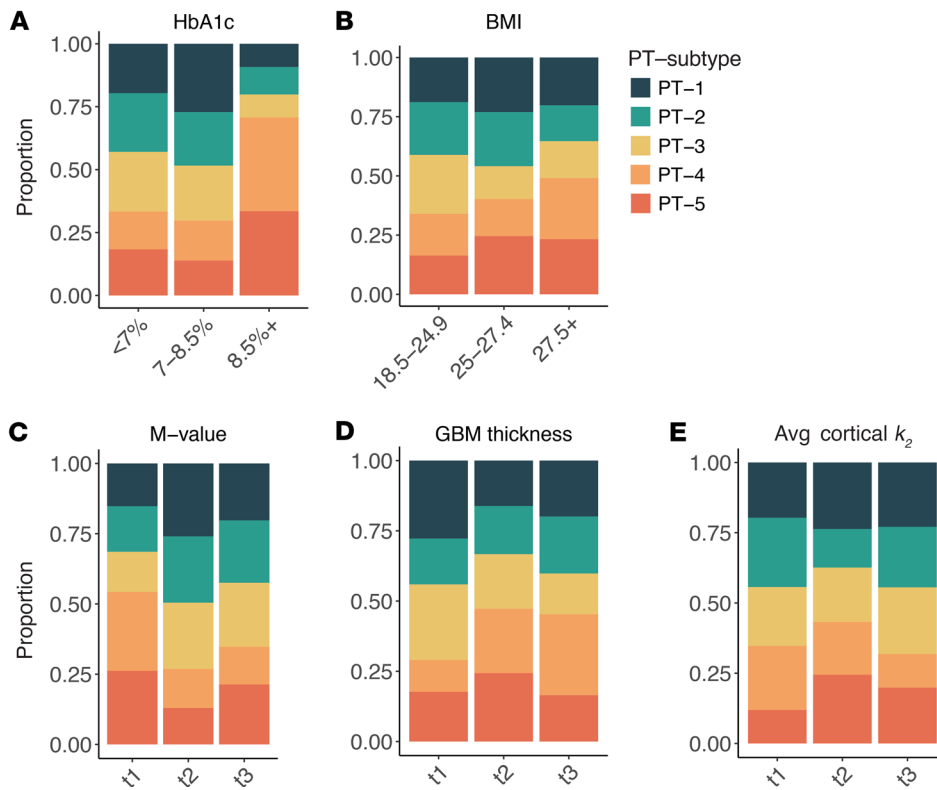 A
HbA1c
Proportion
1.00
0.75
0.50
0.25
0.00
<7%
7–8.5%
8.5%+
B
BMI
1.00
0.75
0.50
0.25
0.00
18.5–24.9
25–27.4
27.5+
PT–subtype
PT–1
PT–2
PT–3
PT–4
PT–5
C
M–value
Proportion
1.00
0.75
0.50
0.25
0.00
t1
t2
t3
D
GBM thickness
1.00
0.75
0.50
0.25
0.00
t1
t2
t3
E
Avg cortical k₂
1.00
0.75
0.50
0.25
0.00
t1
t2
t3